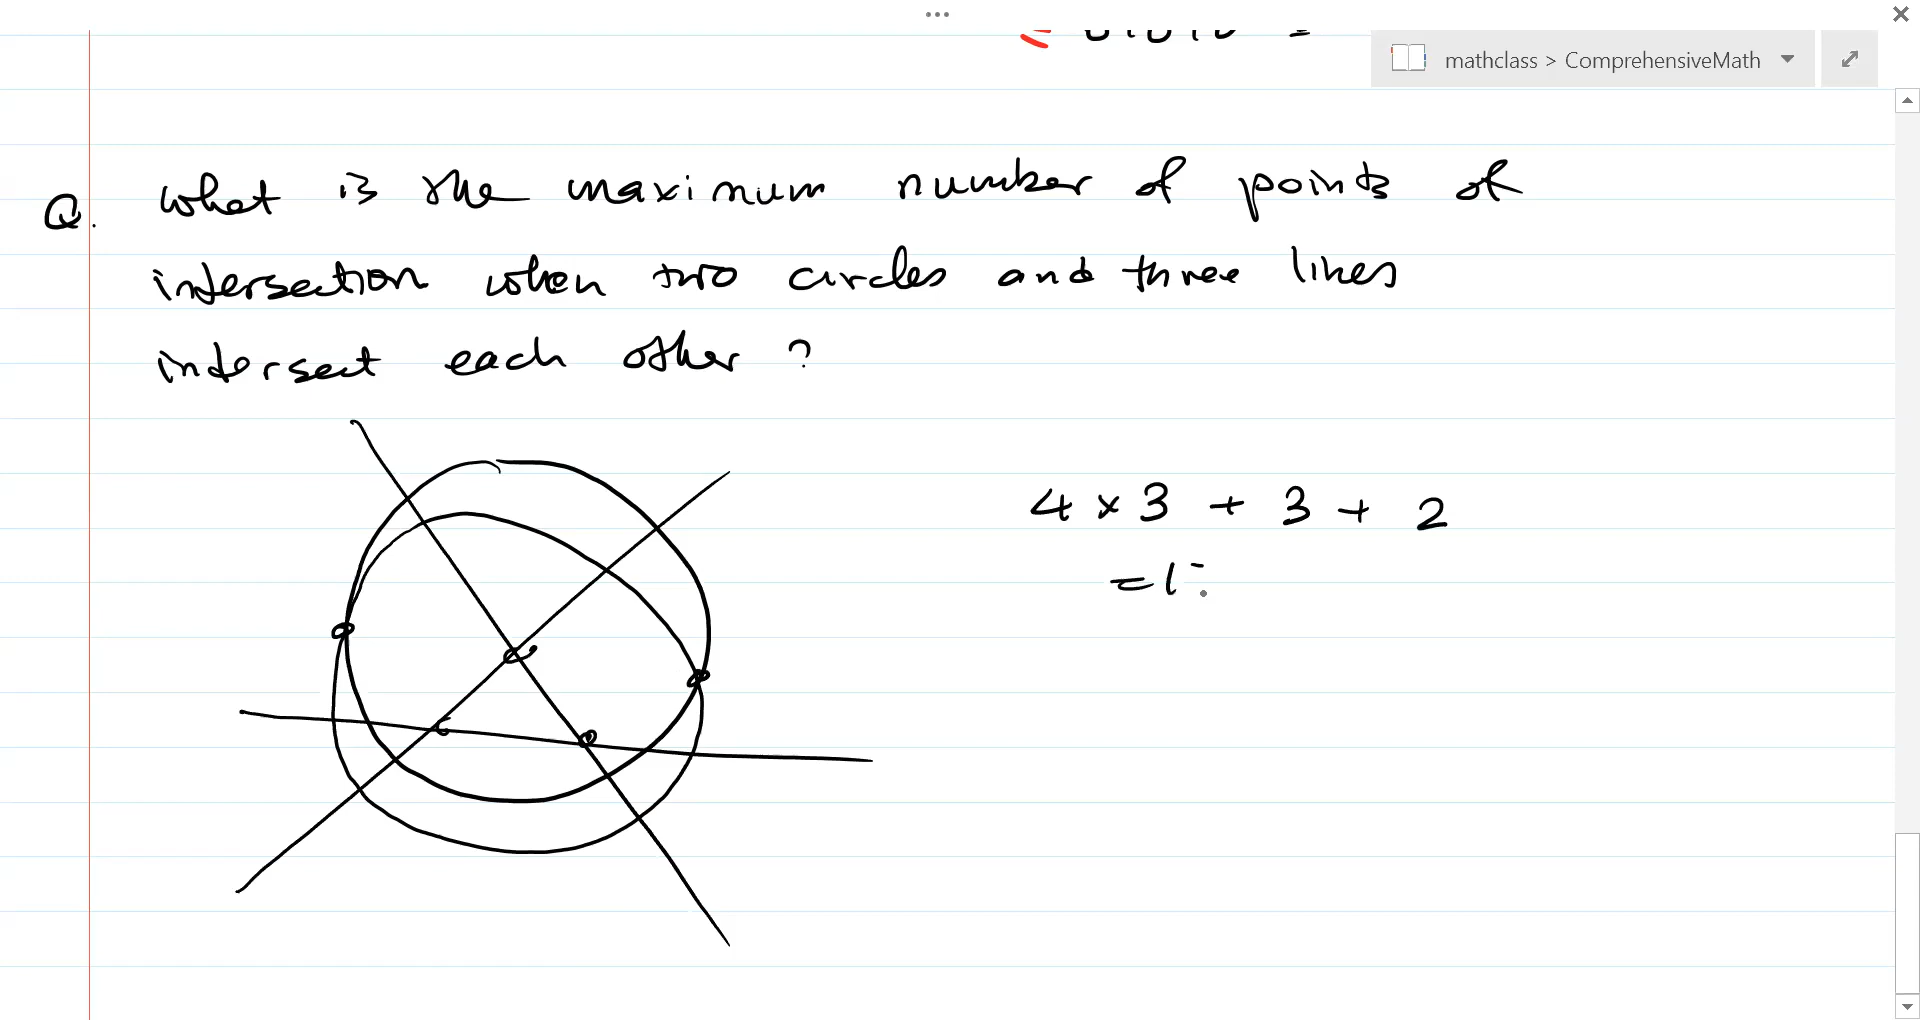 mathclass > ComprehensiveMath
Q. what is the maximum number of points of
intersection when two circles and three lines
intersect each other ?
4 × 3 + 3 + 2
= 1